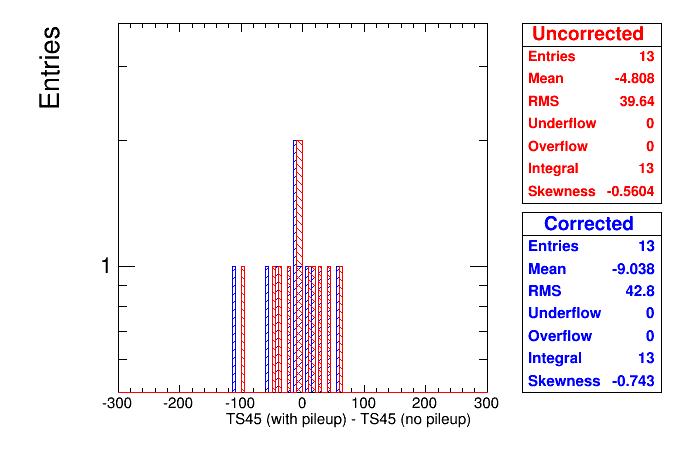 Entries
1
-300 -200 -100 0 100 200 300
TS45 (with pileup) - TS45 (no pileup)
Uncorrected
Entries 13
Mean -4.808
RMS 39.64
Underflow 0
Overflow 0
Integral 13
Skewness -0.5604
Corrected
Entries 13
Mean -9.038
RMS 42.8
Underflow 0
Overflow 0
Integral 13
Skewness -0.743